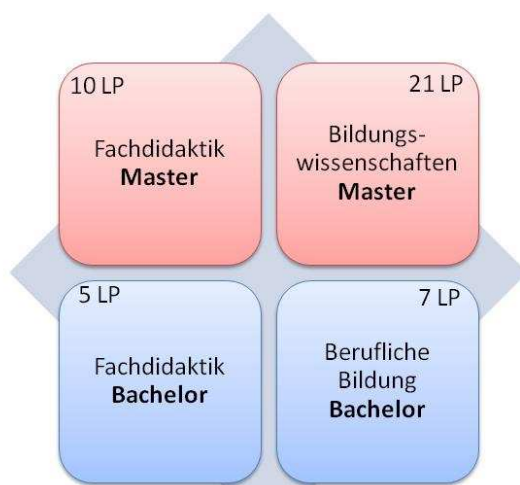 10 LP
Fachdidaktik
Master
21 LP
Bildungs-
wissenschaften
Master
5 LP
Fachdidaktik
Bachelor
7 LP
Berufliche
Bildung
Bachelor